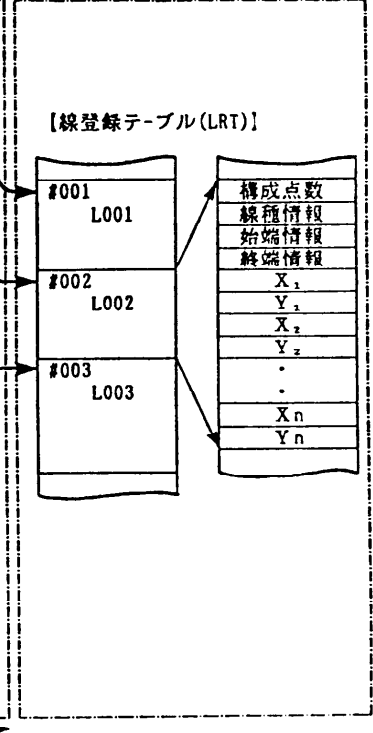 【線登録テーブル(LRT)】
#001
L001
#002
L002
#003
L003
構成点数
線種情報
始端情報
終端情報
X₁
Y₁
X₂
Y₂
・
・
Xn
Yn